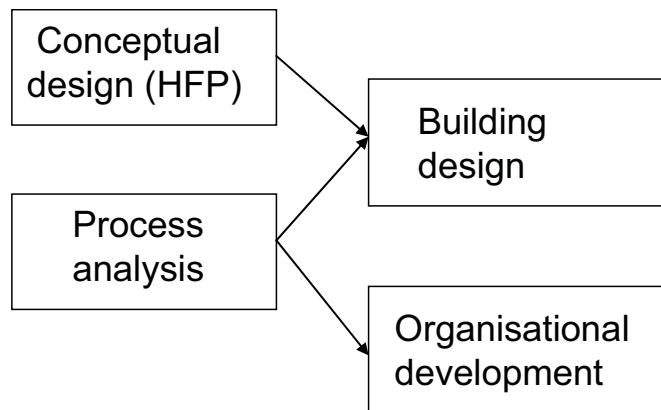 Conceptual
design (HFP)
Building
design
Process
analysis
Organisational
development